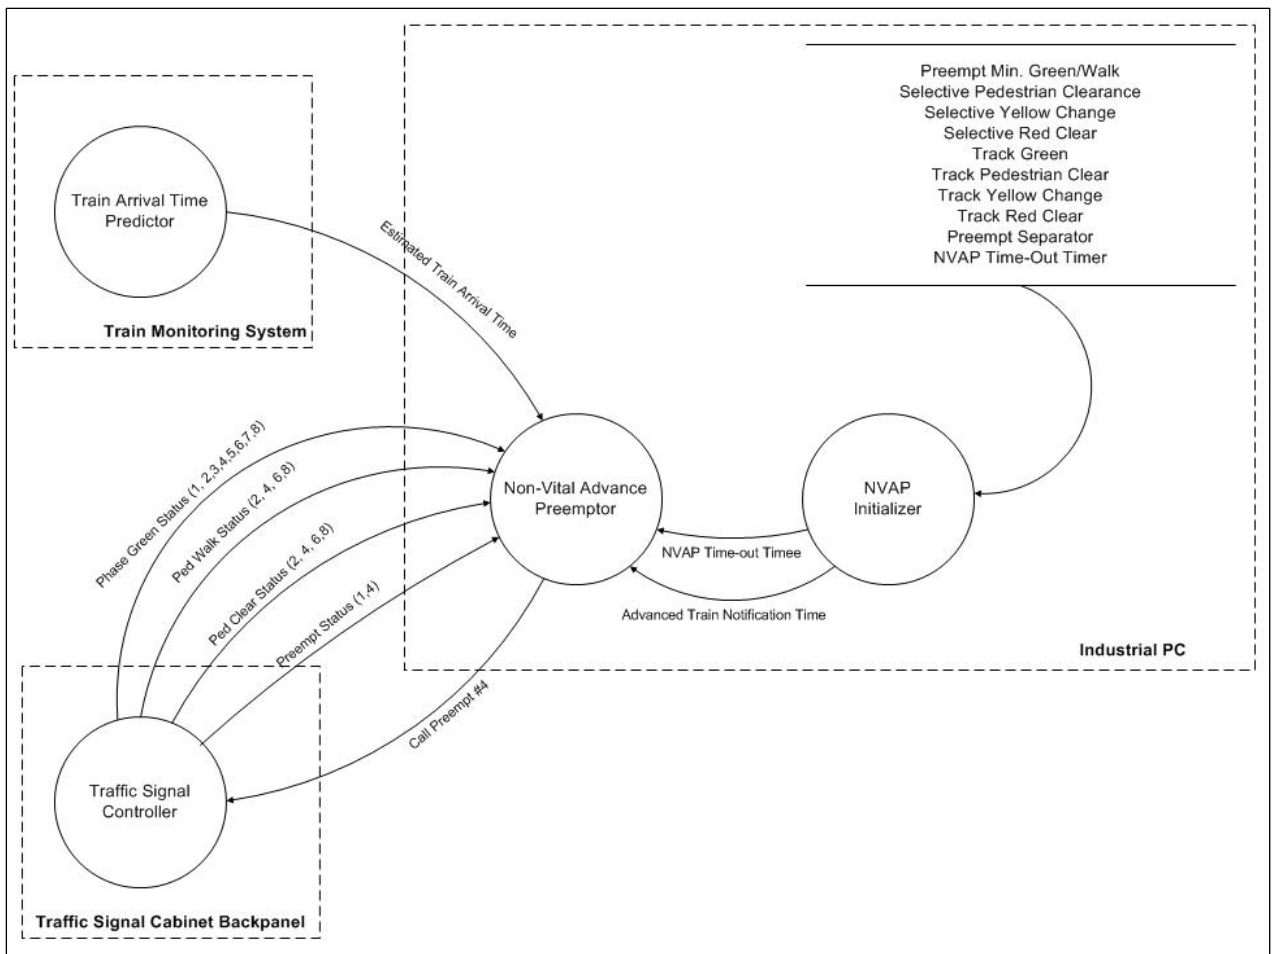 Preempt Min. Green/Walk
Selective Pedestrian Clearance
Selective Yellow Change
Selective Red Clear
Track Green
Track Pedestrian Clear
Track Yellow Change
Track Red Clear
Preempt Separator
NVAP Time-Out Timer
Train Arrival Time
Predictor
Train Monitoring System
Estimated Train Arrival Time
Phase Green Status (1, 2,3,4,5,6,7,8)
Ped Walk Status (2, 4, 6,8)
Ped Clear Status (2, 4, 6,8)
Preempt Status (1,4)
Non-Vital Advance
Preemptor
NVAP
Initializer
NVAP Time-out Timee
Advanced Train Notification Time
Industrial PC
Call Preempt #4
Traffic Signal
Controller
Traffic Signal Cabinet Backpanel